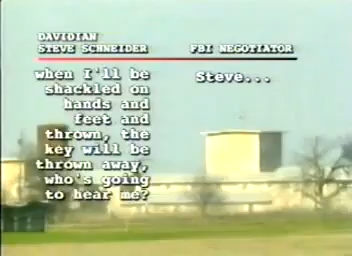 DAVIDIAN
STEVE SCHNEIDER
FBI NEGOTIATOR
when I'll be
shackled on
hands and
feet and
thrown, the
key will be
thrown away,
who's going
to hear me?
Steve...